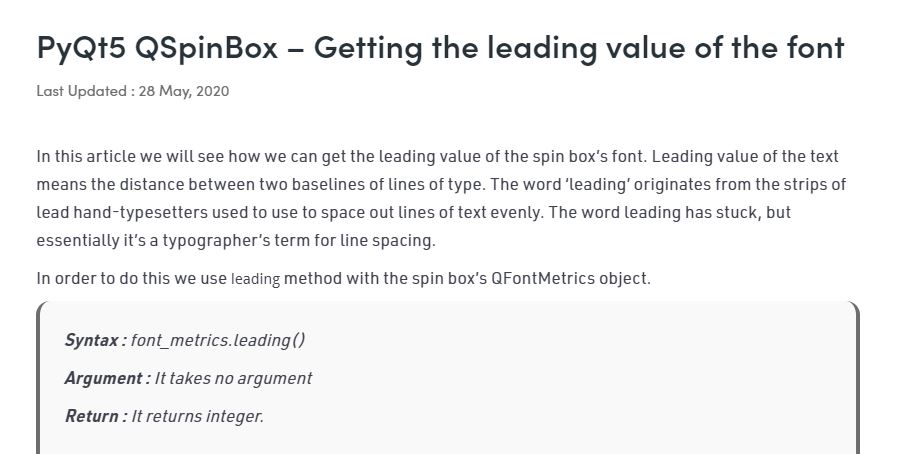 PyQt5 QSpinBox – Getting the leading value of the font
Last Updated : 28 May, 2020
In this article we will see how we can get the leading value of the spin box’s font. Leading value of the text
means the distance between two baselines of lines of type. The word ‘leading’ originates from the strips of
lead hand-typesetters used to use to space out lines of text evenly. The word leading has stuck, but
essentially it’s a typographer’s term for line spacing.
In order to do this we use leading method with the spin box’s QFontMetrics object.
Syntax : font_metrics.leading()
Argument : It takes no argument
Return : It returns integer.